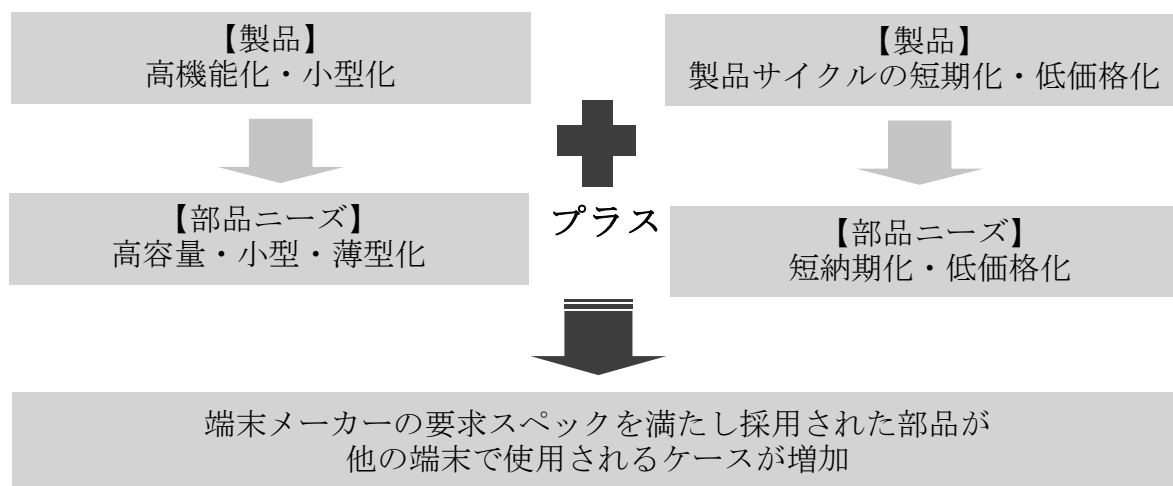 【製品】
高機能化・小型化
【部品ニーズ】
高容量・小型・薄型化
プラス
【製品】
製品サイクルの短期化・低価格化
【部品ニーズ】
短納期化・低価格化
端末メーカーの要求スペックを満たし採用された部品が
他の端末で使用されるケースが増加